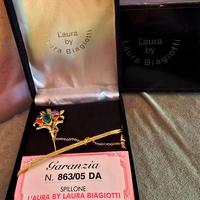 L'aura
by
Laura Biagiotti
L'aura
by
Laura Biagiotti
Garanzia
N. 863/05 DA
SPILLONE
L'AURA BY LAURA BIAGIOTTI